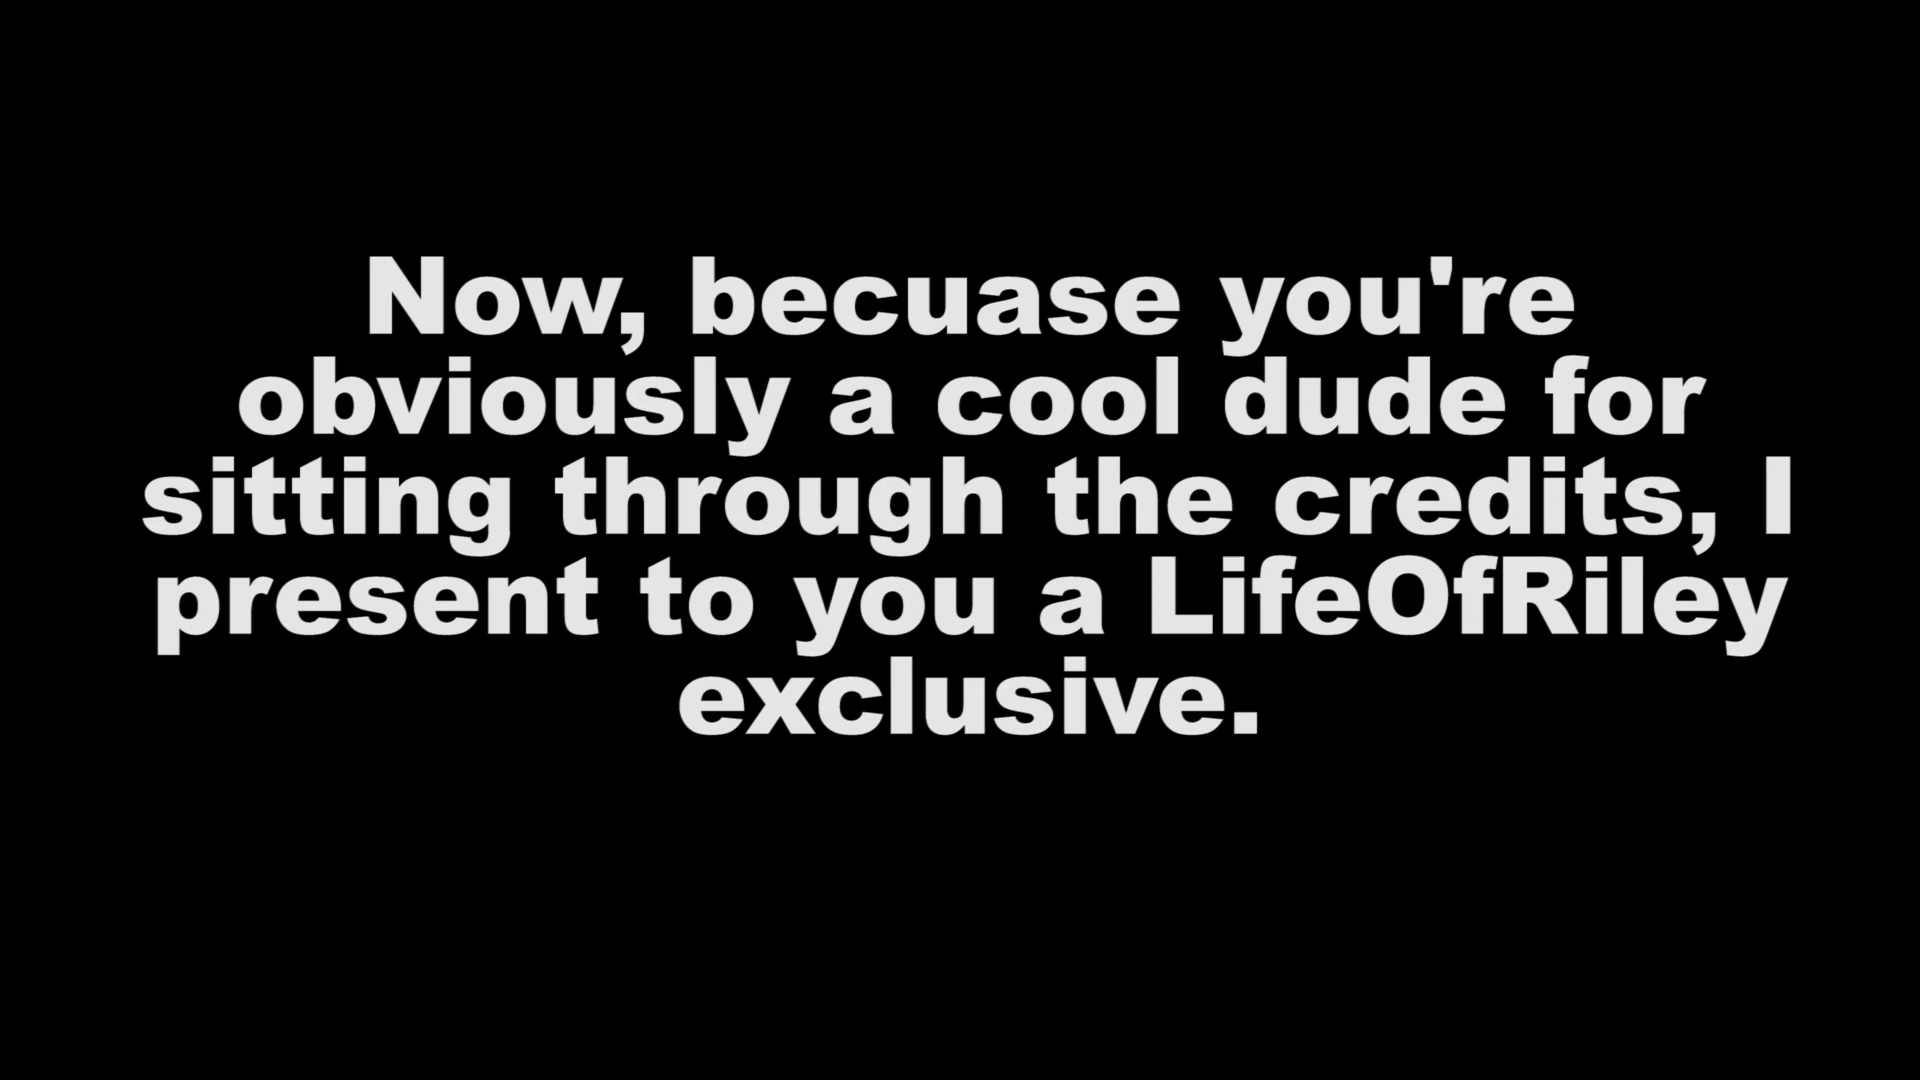 Now, becuase you're
obviously a cool dude for
sitting through the credits, I
present to you a LifeOfRiley
exclusive.